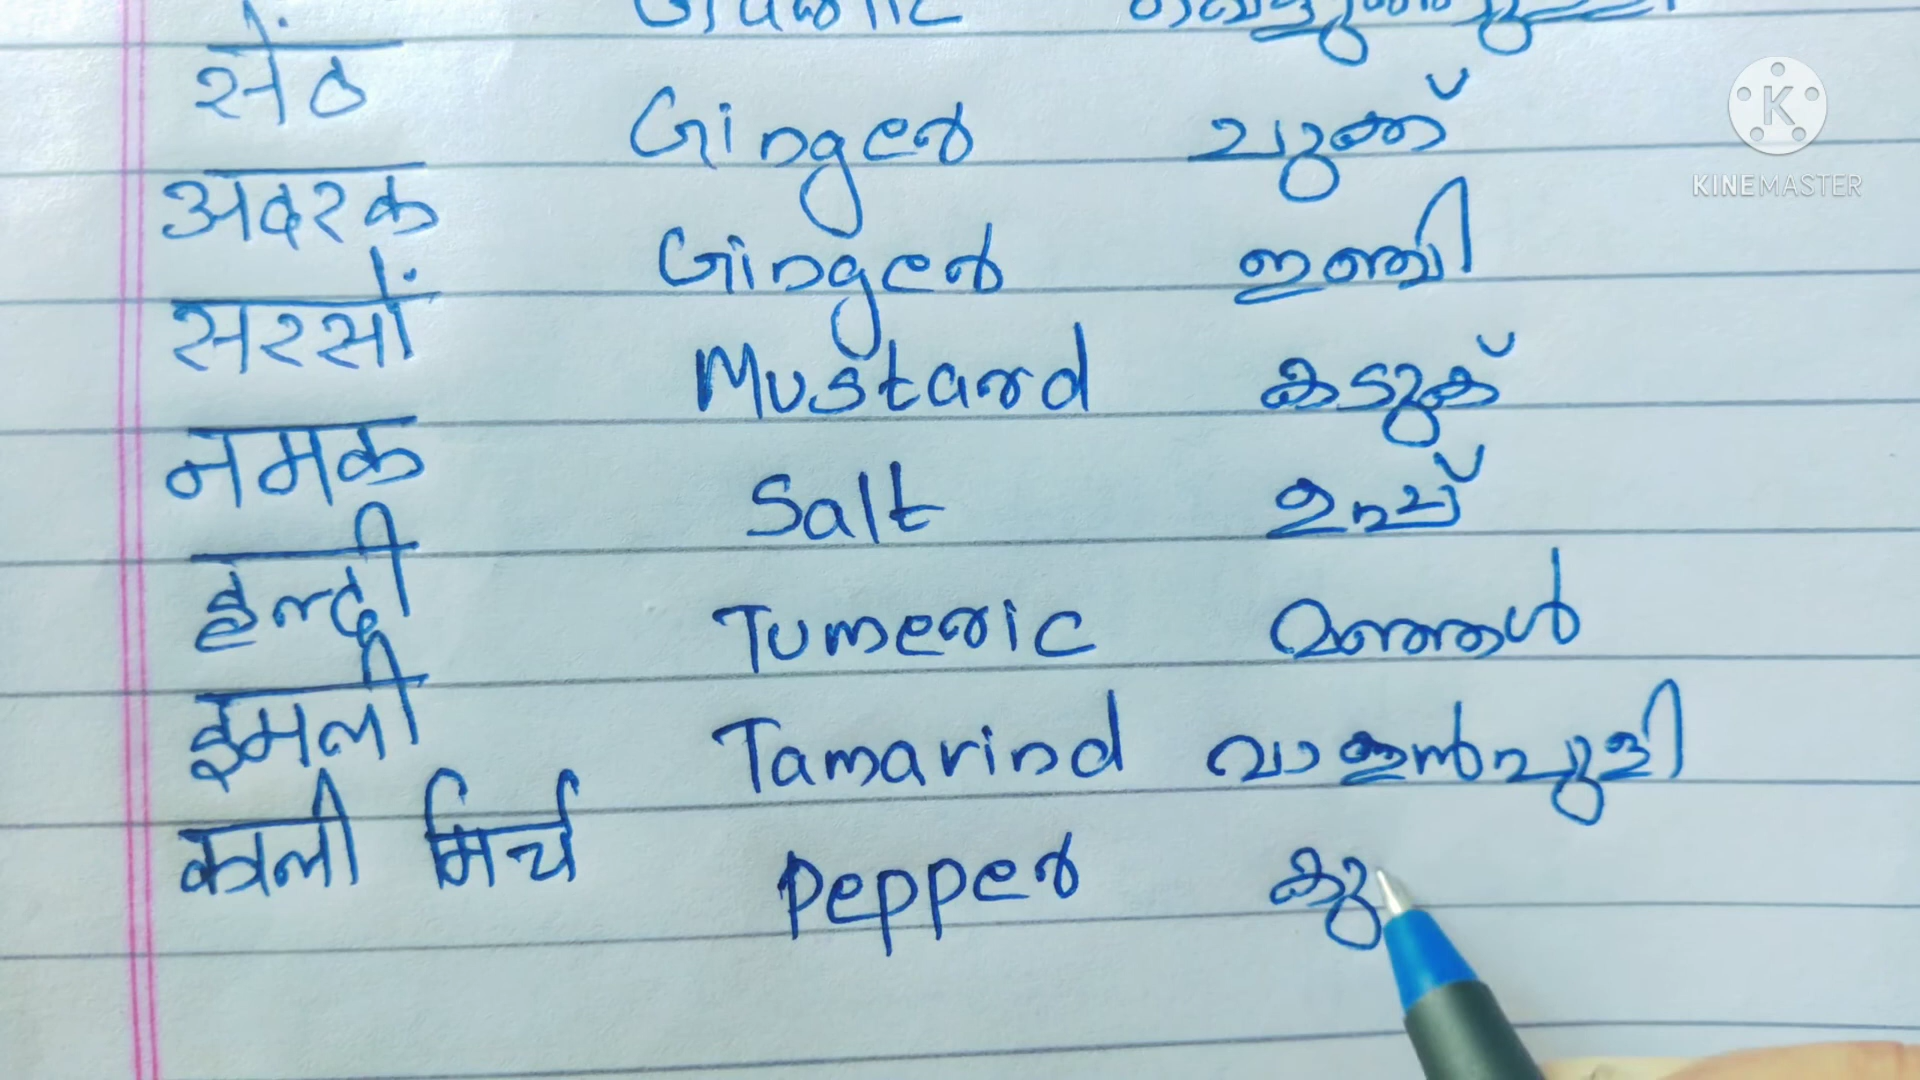 Garlic വെളുത്തുള്ളി
सेंठ Ginger ചുക്ക്
अदरक Ginger ഇഞ്ചി
सरसों Mustard കടുക്
नमक Salt ഉപ്പ്
हल्दी Tumeric മഞ്ഞൾ
इमली Tamarind വാളൻപുളി
काली मिर्च Pepper കു
K
KINEMASTER